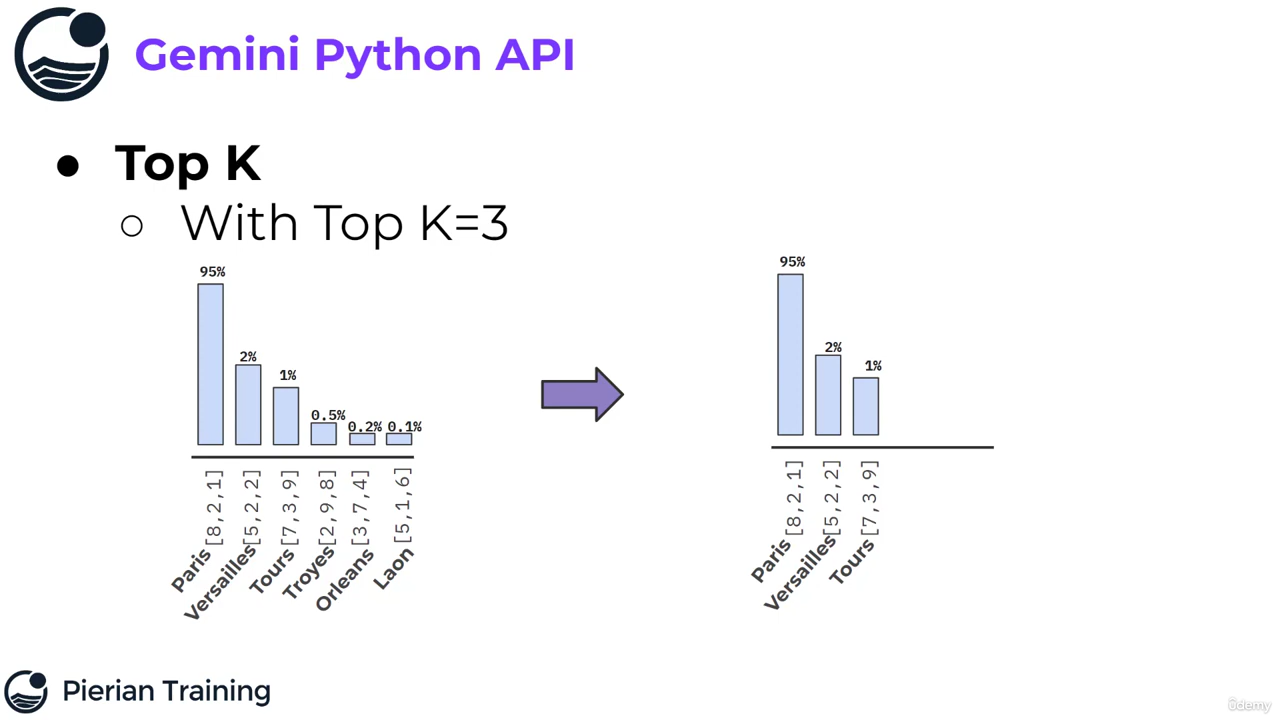 Gemini Python API
● Top K
○ With Top K=3
95%
2%
1%
0.5%
0.2%
0.1%
Paris [8,2,1]
Versailles [5,2,2]
Tours [7,3,9]
Troyes [2,9,8]
Orleans [3,7,4]
Laon [5,1,6]
95%
2%
1%
Paris [8,2,1]
Versailles [5,2,2]
Tours [7,3,9]
Pierian Training
ûdemy